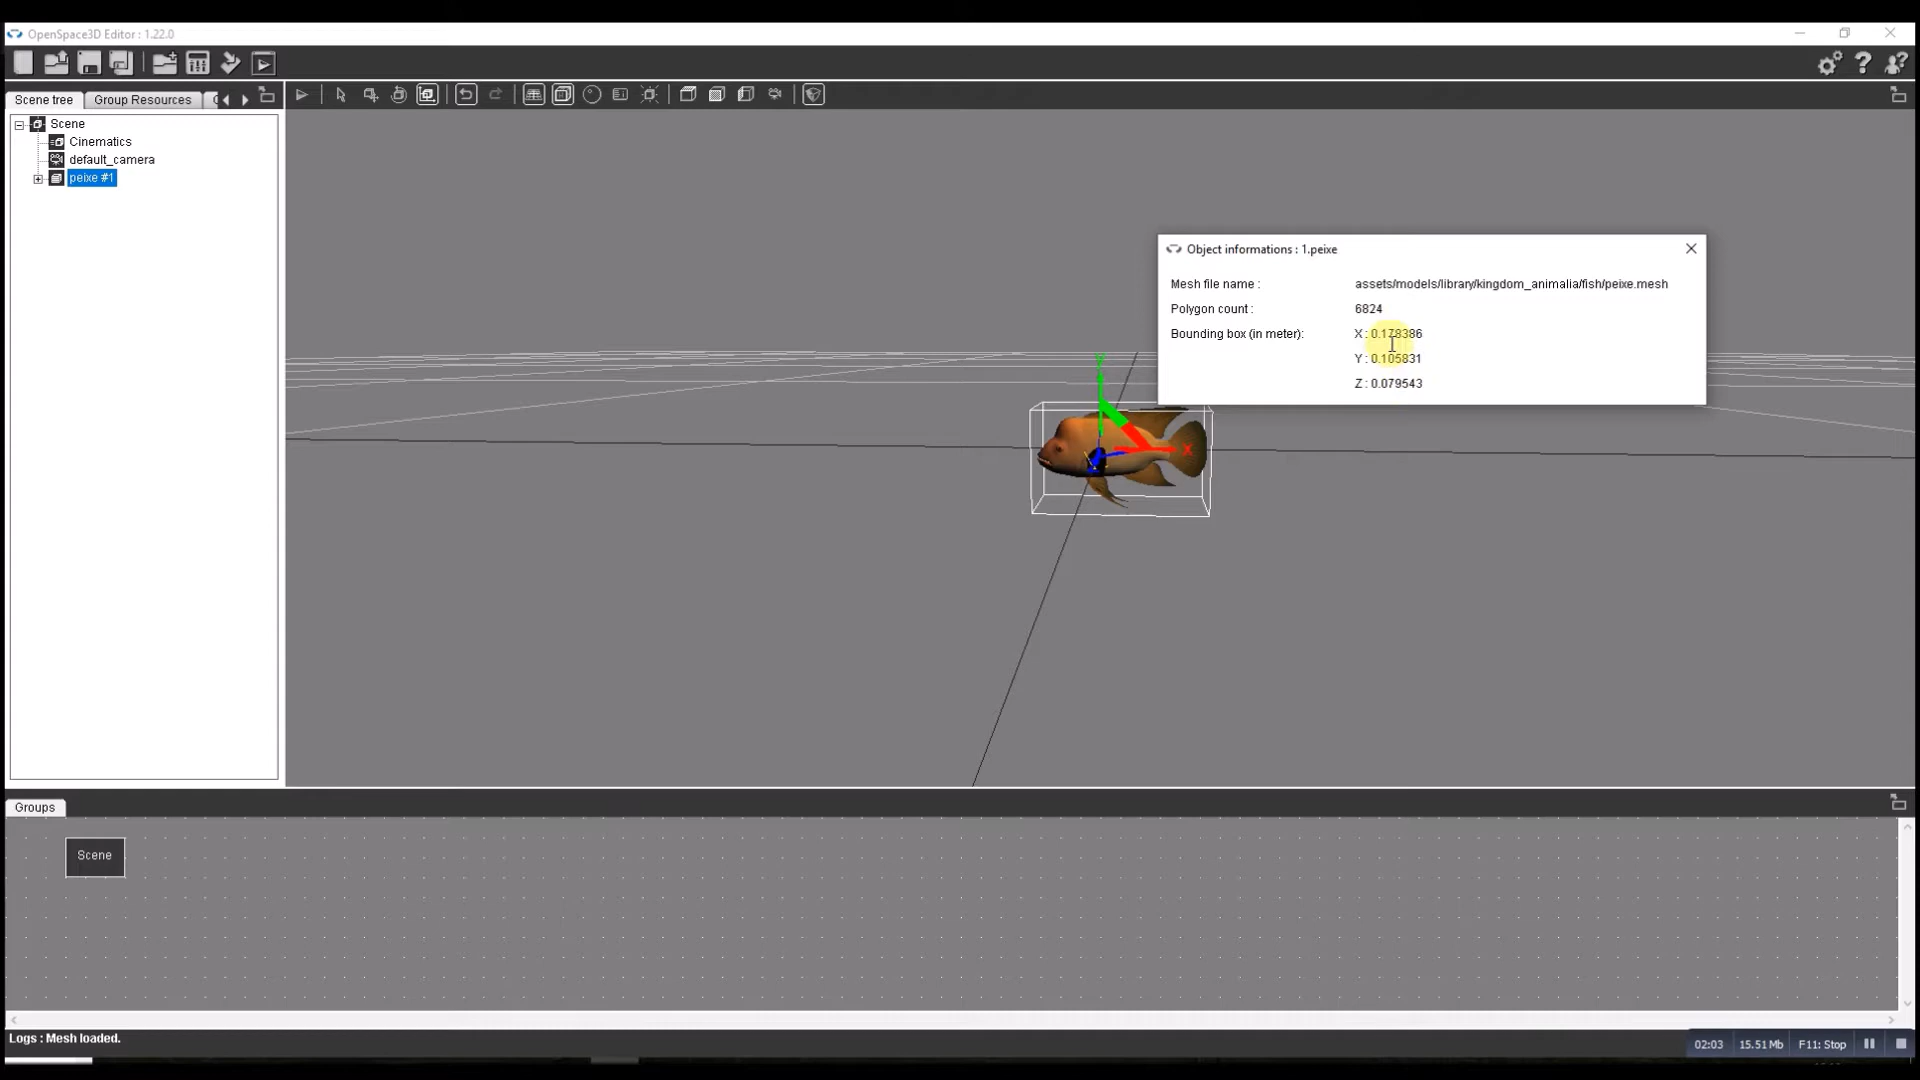 OpenSpace3D Editor : 1.22.0
Scene tree
Group Resources
Scene
Cinematics
default_camera
peixe #1
Object informations : 1.peixe
Mesh file name :
assets/models/library/kingdom_animalia/fish/peixe.mesh
Polygon count :
6824
Bounding box (in meter):
X : 0.178386
Y : 0.105831
Z : 0.079543
Y
X
Groups
Scene
Logs : Mesh loaded.
02:03
15.51 Mb
F11: Stop